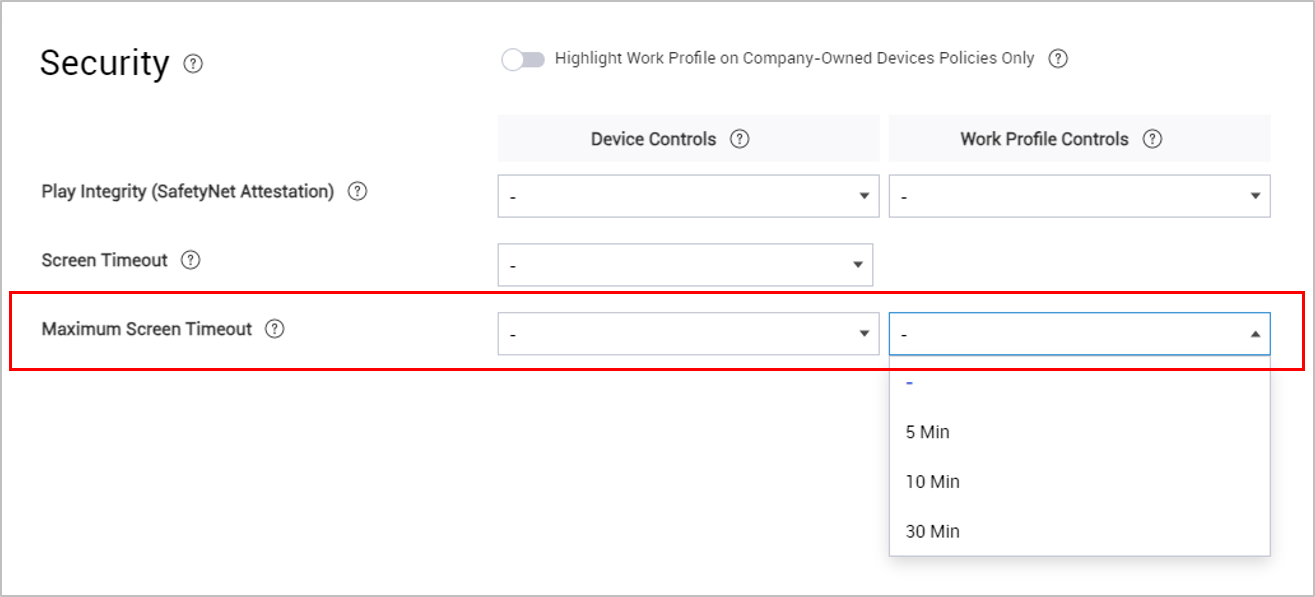 Security ?
Highlight Work Profile on Company-Owned Devices Policies Only ?
Device Controls ?
Work Profile Controls ?
Play Integrity (SafetyNet Attestation) ?
-
-
Screen Timeout ?
-
Maximum Screen Timeout ?
-
-
-
5 Min
10 Min
30 Min